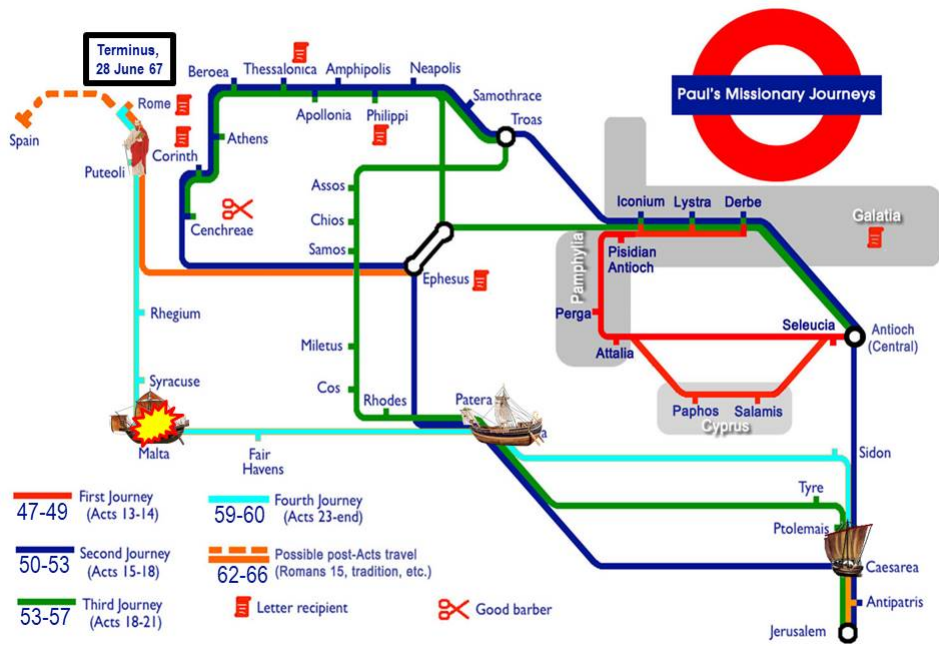 Terminus,
28 June 67
Paul's Missionary Journeys
Spain
Rome
Puteoli
Corinth
Cenchreae
Athens
Beroea
Thessalonica
Apollonia
Amphipolis
Philippi
Neapolis
Samothrace
Troas
Assos
Chios
Samos
Ephesus
Miletus
Cos
Rhodes
Patera
a
Iconium
Lystra
Derbe
Galatia
Pamphylia
Pisidian
Antioch
Perga
Attalia
Seleucia
Antioch
(Central)
Paphos
Salamis
Cyprus
Rhegium
Syracuse
Malta
Fair
Havens
Sidon
Tyre
Ptolemais
Caesarea
Antipatris
Jerusalem
First Journey
47-49
(Acts 13-14)
Second Journey
50-53
(Acts 15-18)
Third Journey
53-57
(Acts 18-21)
Fourth Journey
59-60
(Acts 23-end)
Possible post-Acts travel
62-66
(Romans 15, tradition, etc.)
Letter recipient
Good barber